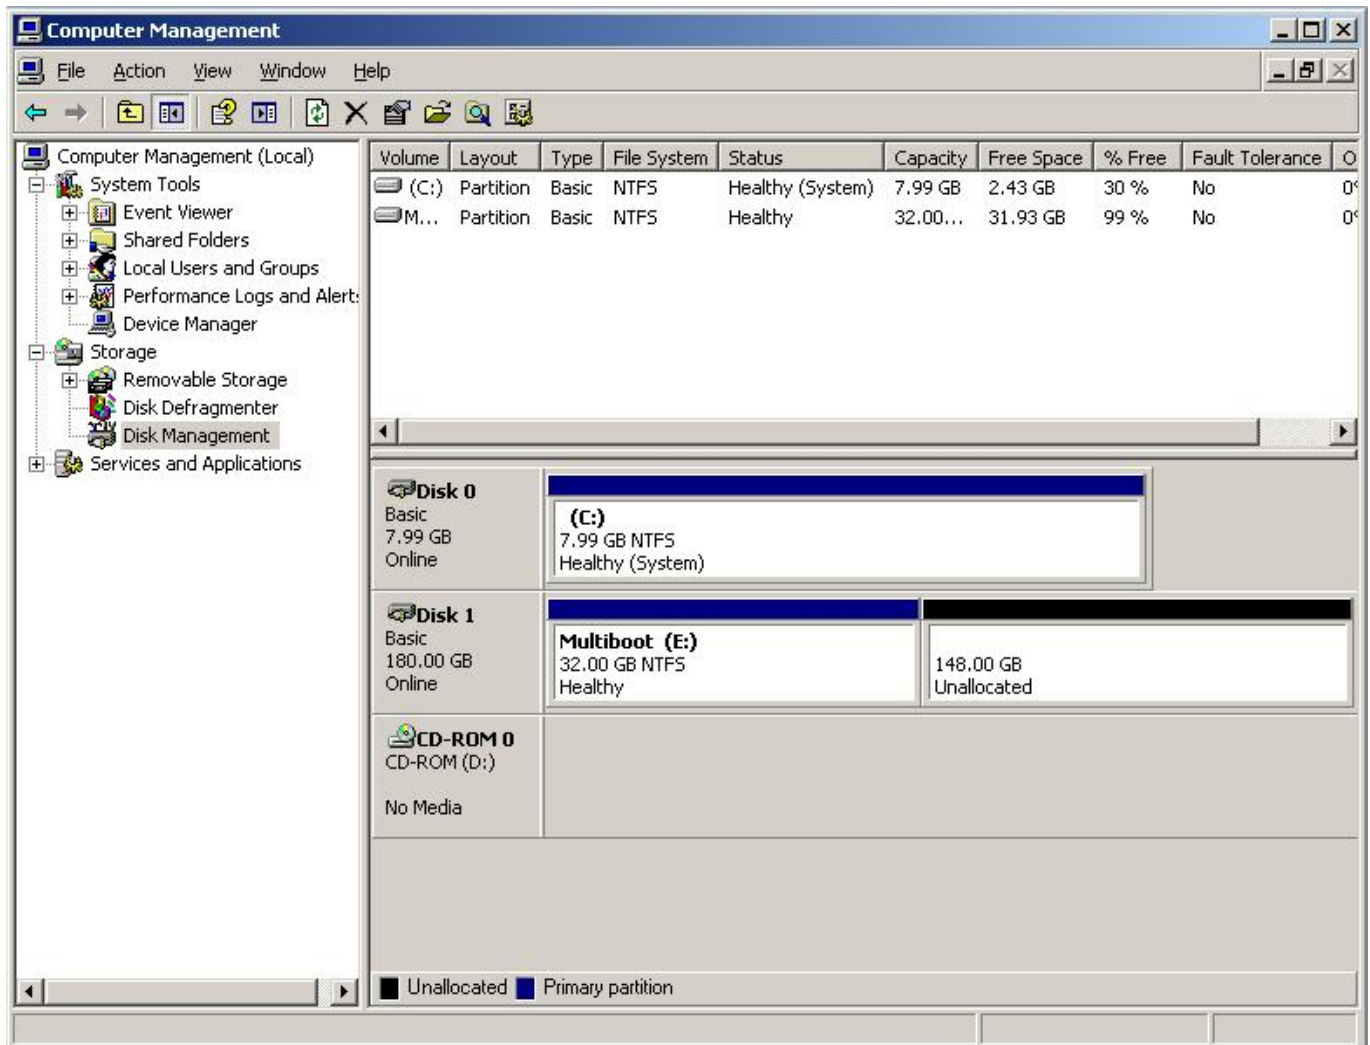 Computer Management
File Action View Window Help
Computer Management (Local)
System Tools
Event Viewer
Shared Folders
Local Users and Groups
Performance Logs and Alerts
Device Manager
Storage
Removable Storage
Disk Defragmenter
Disk Management
Services and Applications
Volume Layout Type File System Status Capacity Free Space % Free Fault Tolerance O
(C:) Partition Basic NTFS Healthy (System) 7.99 GB 2.43 GB 30 % No 0%
M... Partition Basic NTFS Healthy 32.00... 31.93 GB 99 % No 0%
Disk 0
Basic
7.99 GB
Online
(C:)
7.99 GB NTFS
Healthy (System)
Disk 1
Basic
180.00 GB
Online
Multiboot (E:)
32.00 GB NTFS
Healthy
148.00 GB
Unallocated
CD-ROM 0
CD-ROM (D:)
No Media
Unallocated Primary partition